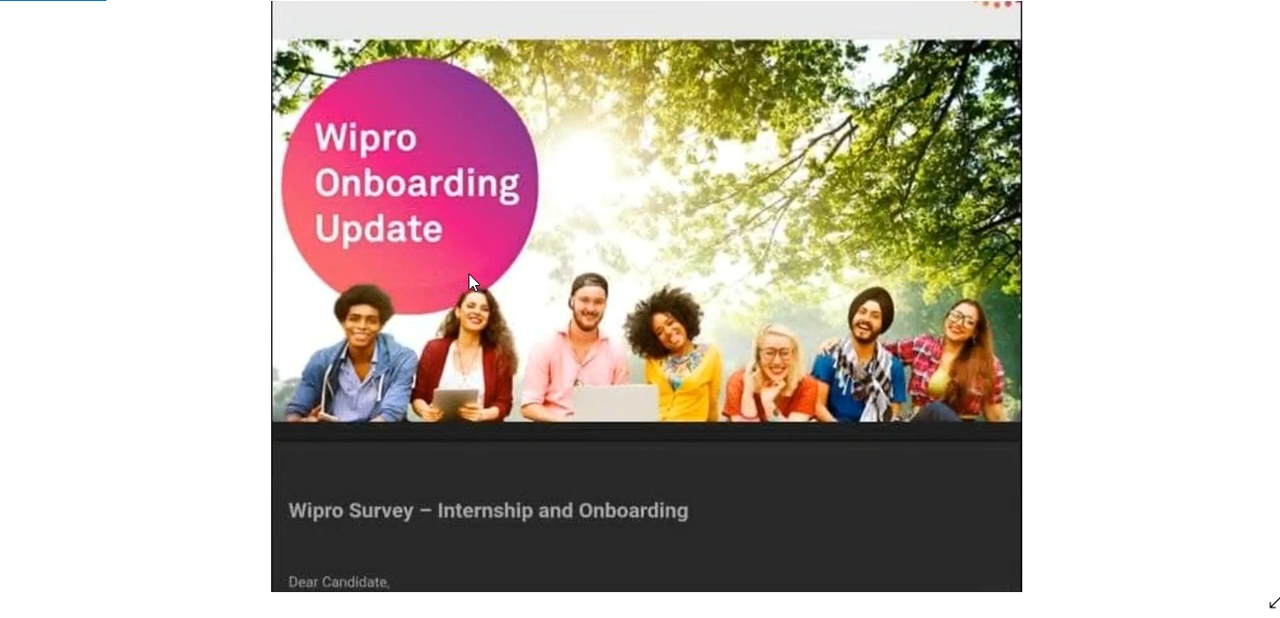 Wipro
Onboarding
Update
Wipro Survey – Internship and Onboarding
Dear Candidate,